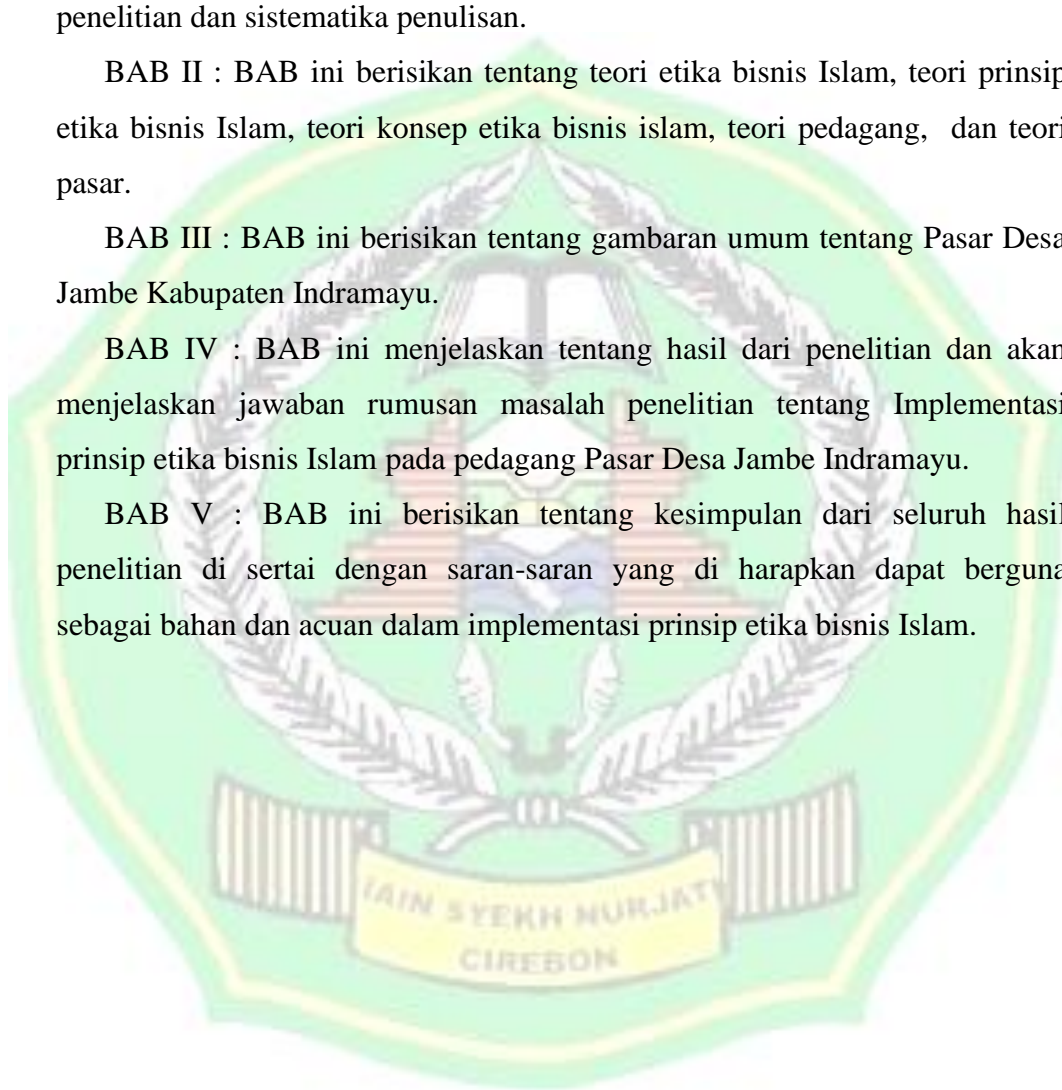 penelitian dan sistematika penulisan.
BAB II : BAB ini berisikan tentang teori etika bisnis Islam, teori prinsip
etika bisnis Islam, teori konsep etika bisnis islam, teori pedagang, dan teori
pasar.
BAB III : BAB ini berisikan tentang gambaran umum tentang Pasar Desa
Jambe Kabupaten Indramayu.
BAB IV : BAB ini menjelaskan tentang hasil dari penelitian dan akan
menjelaskan jawaban rumusan masalah penelitian tentang Implementasi
prinsip etika bisnis Islam pada pedagang Pasar Desa Jambe Indramayu.
BAB V : BAB ini berisikan tentang kesimpulan dari seluruh hasil
penelitian di sertai dengan saran-saran yang di harapkan dapat berguna
sebagai bahan dan acuan dalam implementasi prinsip etika bisnis Islam.
IAIN SYEKH NURJATI
CIREBON